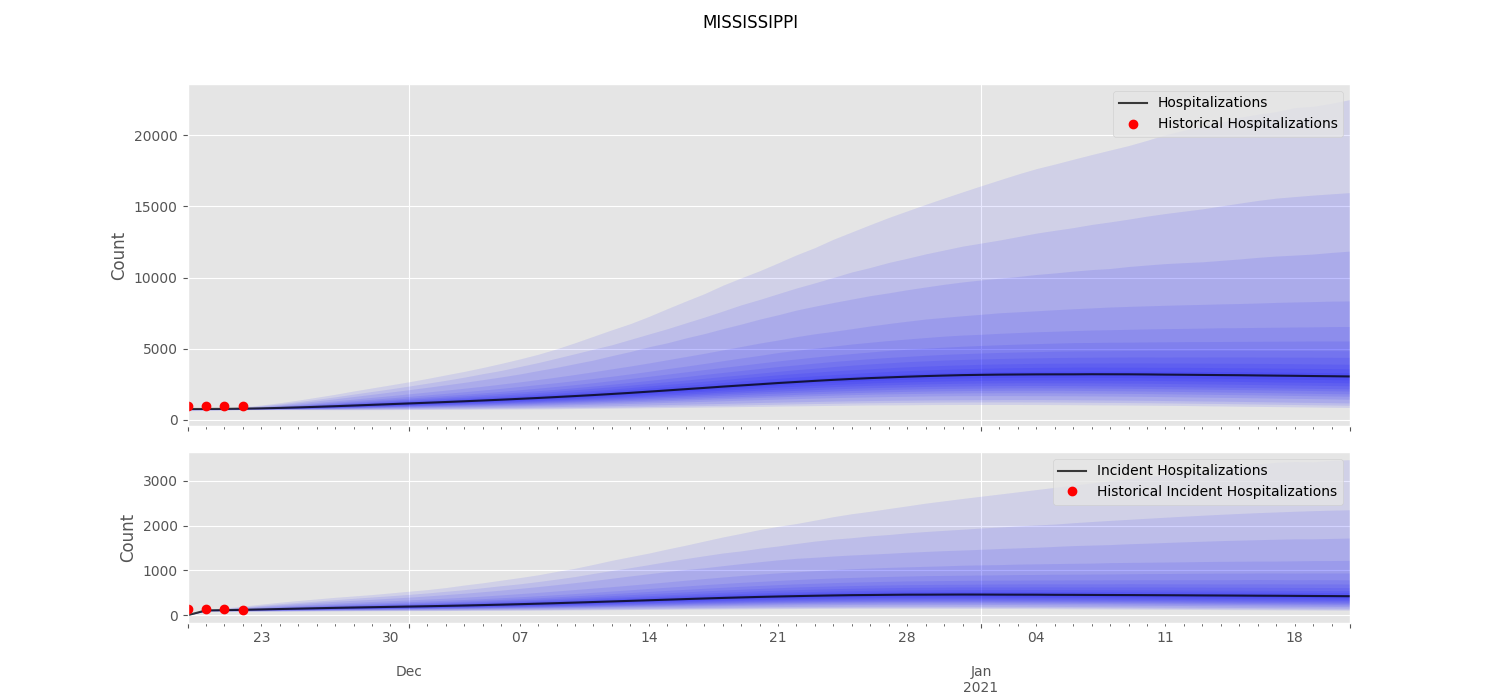 MISSISSIPPI
Hospitalizations
Historical Hospitalizations
Count
20000
15000
10000
5000
0
Incident Hospitalizations
Historical Incident Hospitalizations
Count
3000
2000
1000
0
23 30 07 14 21 28 04 11 18
Dec Jan
2021